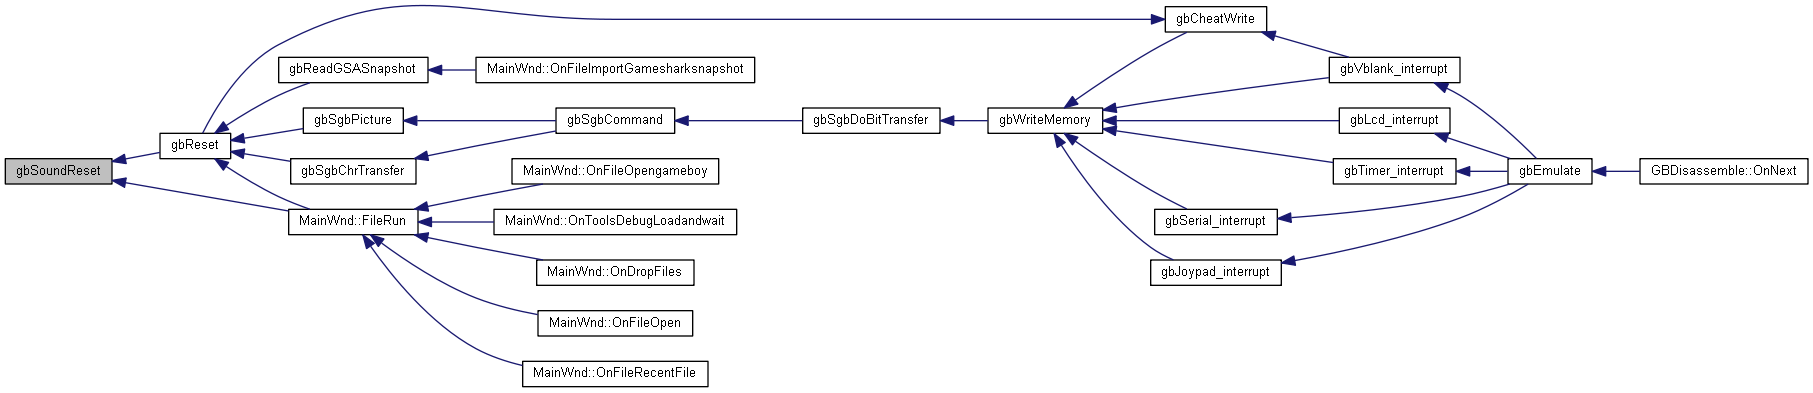 gbCheatWrite
gbReadGSASnapshot
MainWnd::OnFileImportGamesharksnapshot
gbVblank_interrupt
gbSgbPicture
gbSgbCommand
gbSgbDoBitTransfer
gbWriteMemory
gbLcd_interrupt
gbReset
gbSoundReset
gbSgbChrTransfer
MainWnd::OnFileOpengameboy
gbTimer_interrupt
gbEmulate
GBDisassemble::OnNext
MainWnd::FileRun
MainWnd::OnToolsDebugLoadandwait
gbSerial_interrupt
MainWnd::OnDropFiles
gbJoypad_interrupt
MainWnd::OnFileOpen
MainWnd::OnFileRecentFile